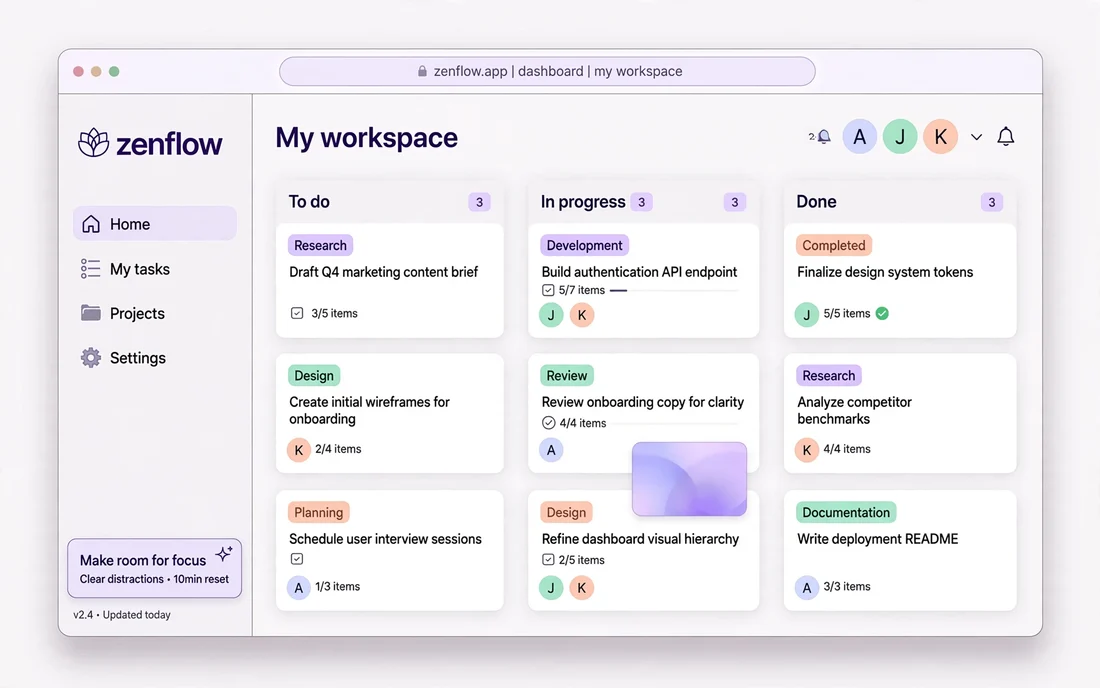 zenflow.app | dashboard | my workspace
zenflow
Home
My tasks
Projects
Settings
Make room for focus
Clear distractions • 10min reset
v2.4 • Updated today
My workspace
2
A
J
K
To do 3
Research
Draft Q4 marketing content brief
3/5 items
Design
Create initial wireframes for
onboarding
K 2/4 items
Planning
Schedule user interview sessions
A 1/3 items
In progress 3 3
Development
Build authentication API endpoint
5/7 items
J K
Review
Review onboarding copy for clarity
4/4 items
A
Design
Refine dashboard visual hierarchy
2/5 items
J K
Done 3
Completed
Finalize design system tokens
J 5/5 items
Research
Analyze competitor
benchmarks
K 4/4 items
Documentation
Write deployment README
A 3/3 items